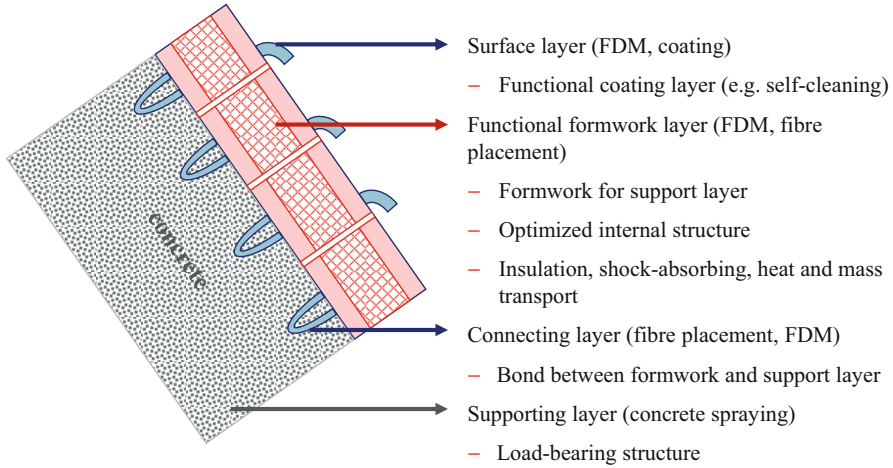 Surface layer (FDM, coating)
– Functional coating layer (e.g. self-cleaning)
Functional formwork layer (FDM, fibre
placement)
– Formwork for support layer
– Optimized internal structure
– Insulation, shock-absorbing, heat and mass
transport
concrete
Connecting layer (fibre placement, FDM)
– Bond between formwork and support layer
Supporting layer (concrete spraying)
– Load-bearing structure